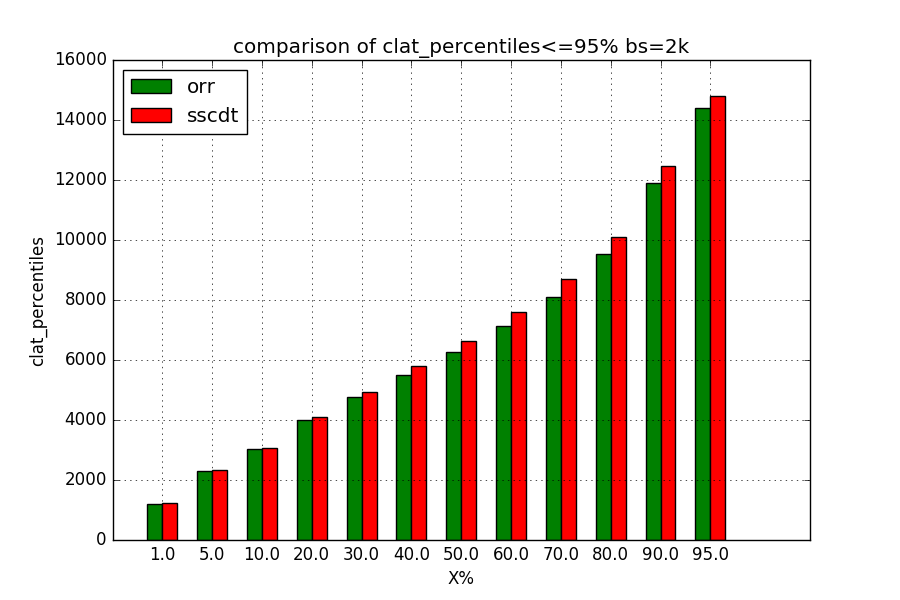 comparison of clat_percentiles<=95% bs=2k
16000
14000
12000
10000
8000
6000
4000
2000
0
clat_percentiles
orr
sscdt
1.0 5.0 10.0 20.0 30.0 40.0 50.0 60.0 70.0 80.0 90.0 95.0
X%